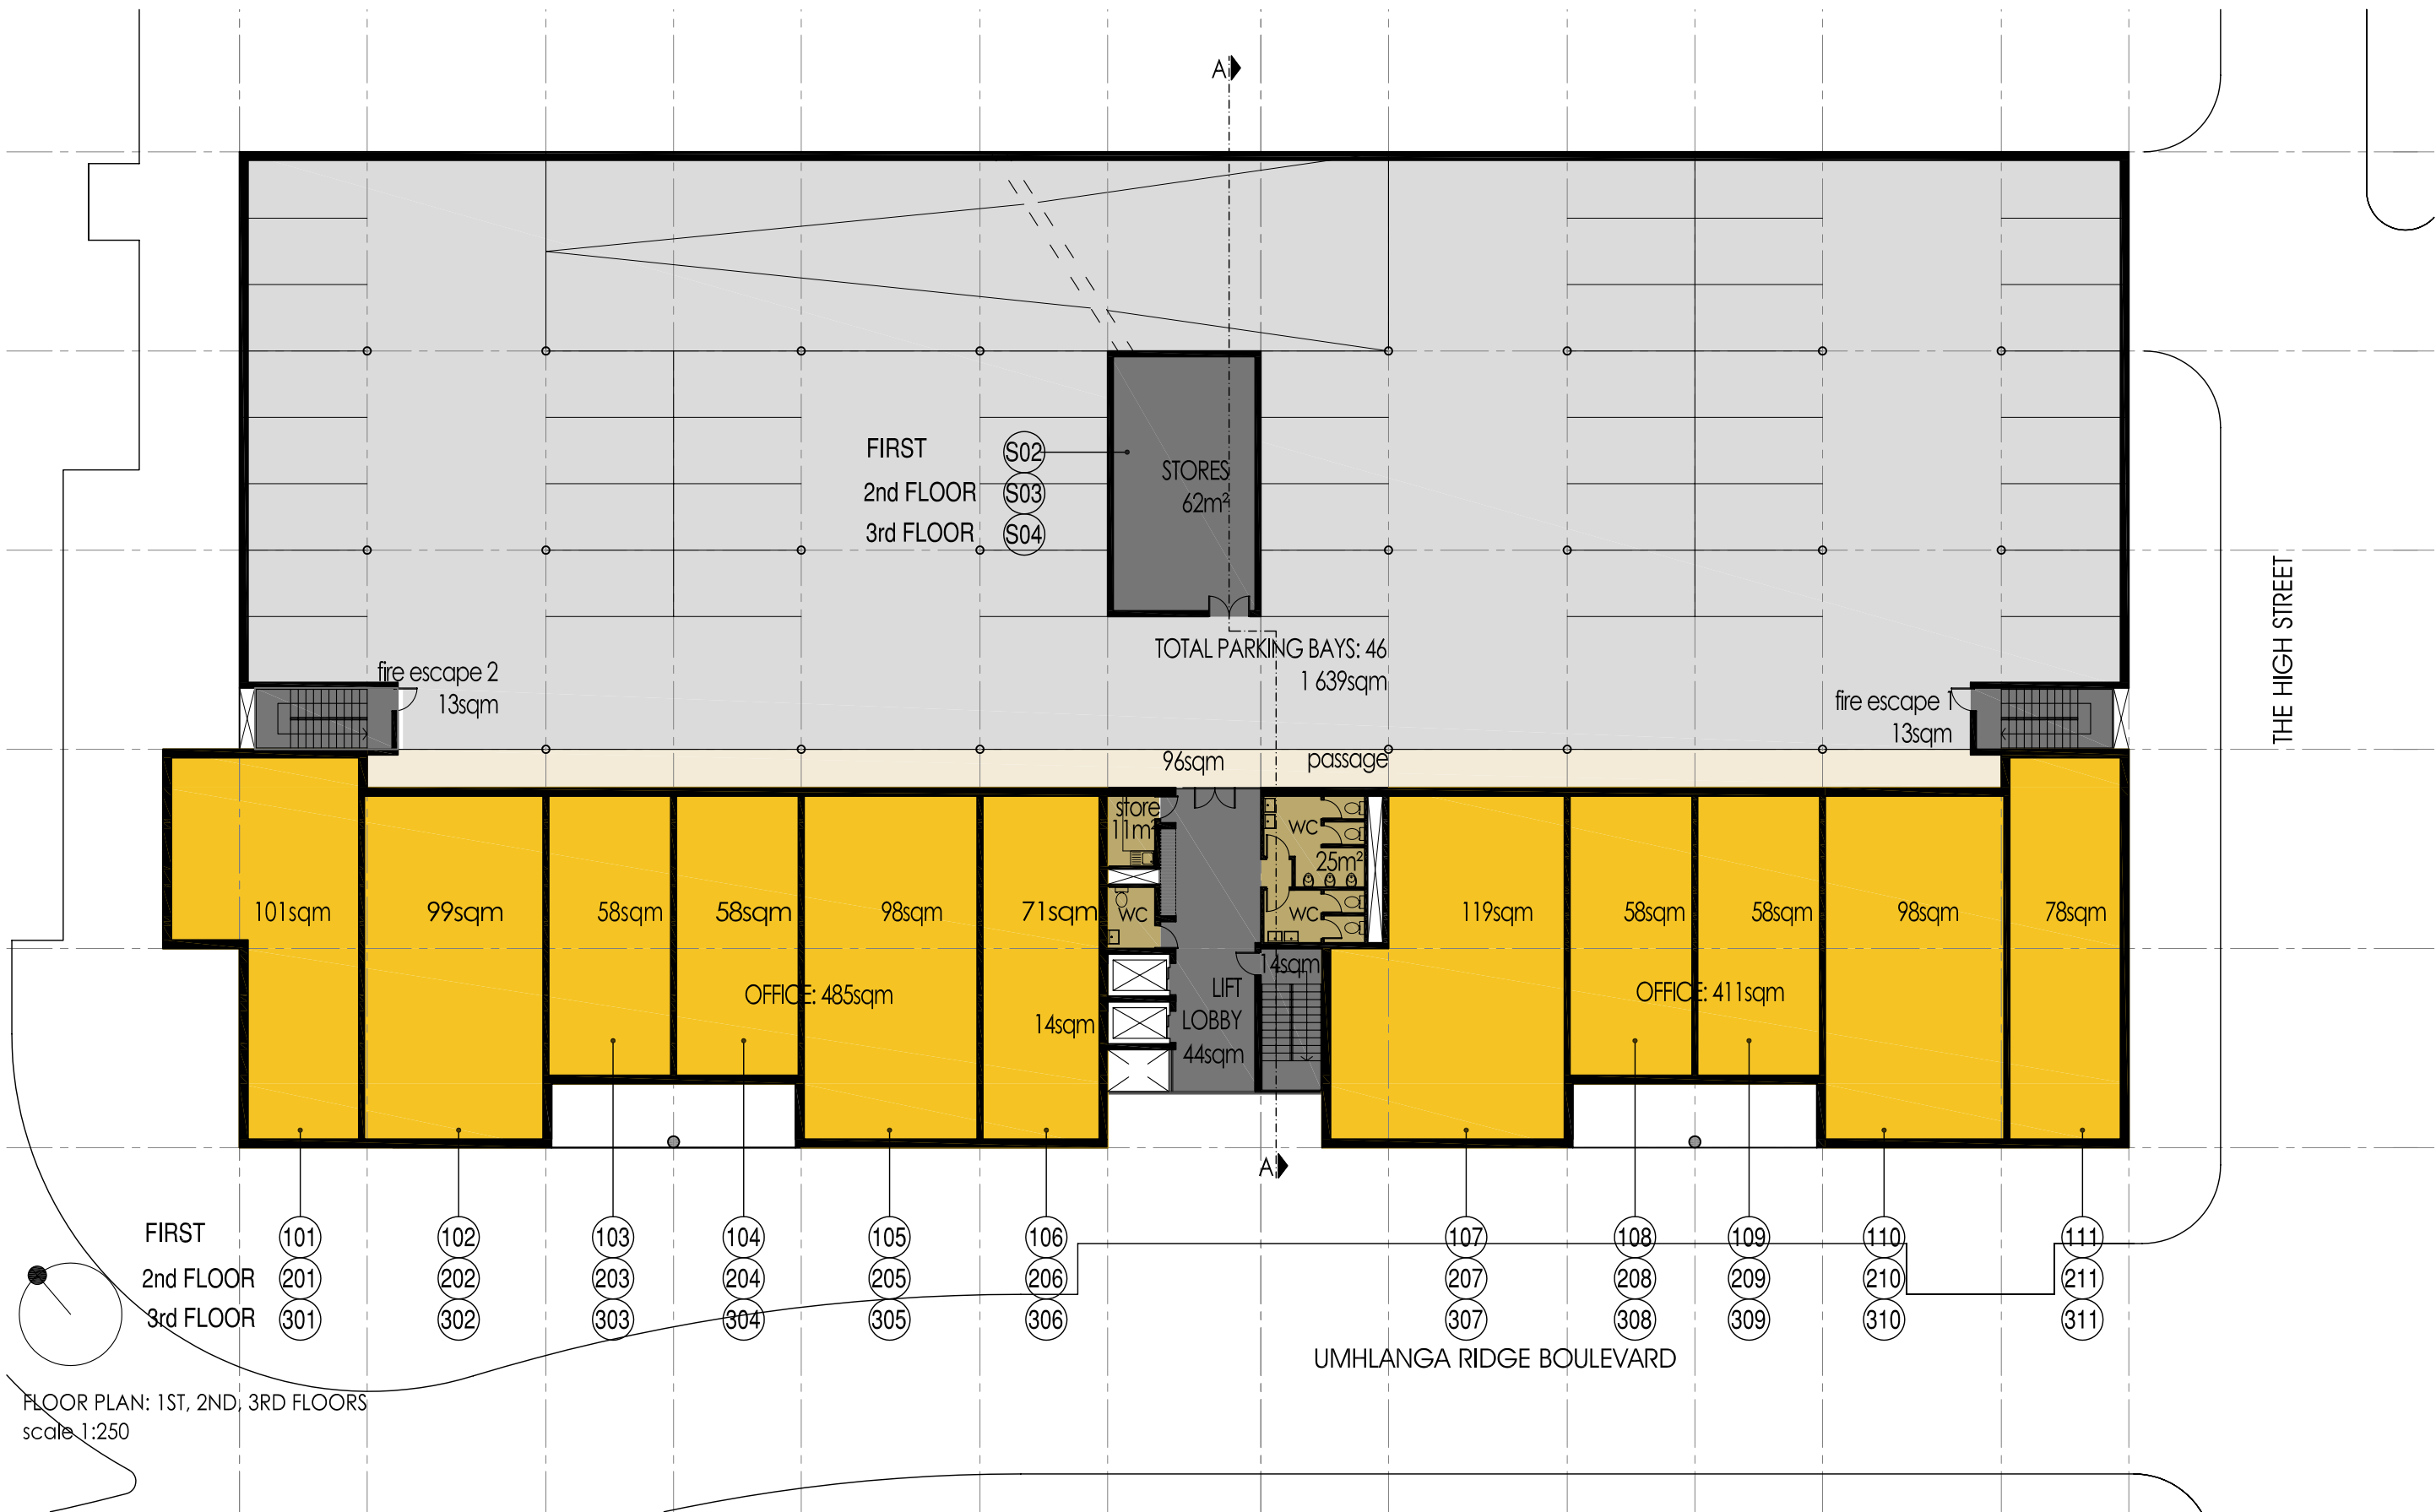 A
FIRST
S02
2nd FLOOR
S03
3rd FLOOR
S04
STORES
62m²
TOTAL PARKING BAYS: 46
1 639sqm
fire escape 2
13sqm
fire escape 1
13sqm
THE HIGH STREET
96sqm
passage
store
11m²
wc
wc
25m²
wc
101sqm
99sqm
58sqm
58sqm
98sqm
71sqm
119sqm
58sqm
58sqm
98sqm
78sqm
OFFICE: 485sqm
14sqm
LIFT
LOBBY
44sqm
14sqm
OFFICE: 411sqm
A
FIRST
101
102
103
104
105
106
107
108
109
110
111
2nd FLOOR
201
202
203
204
205
206
207
208
209
210
211
3rd FLOOR
301
302
303
304
305
306
307
308
309
310
311
UMHLANGA RIDGE BOULEVARD
FLOOR PLAN: 1ST, 2ND, 3RD FLOORS
scale 1:250